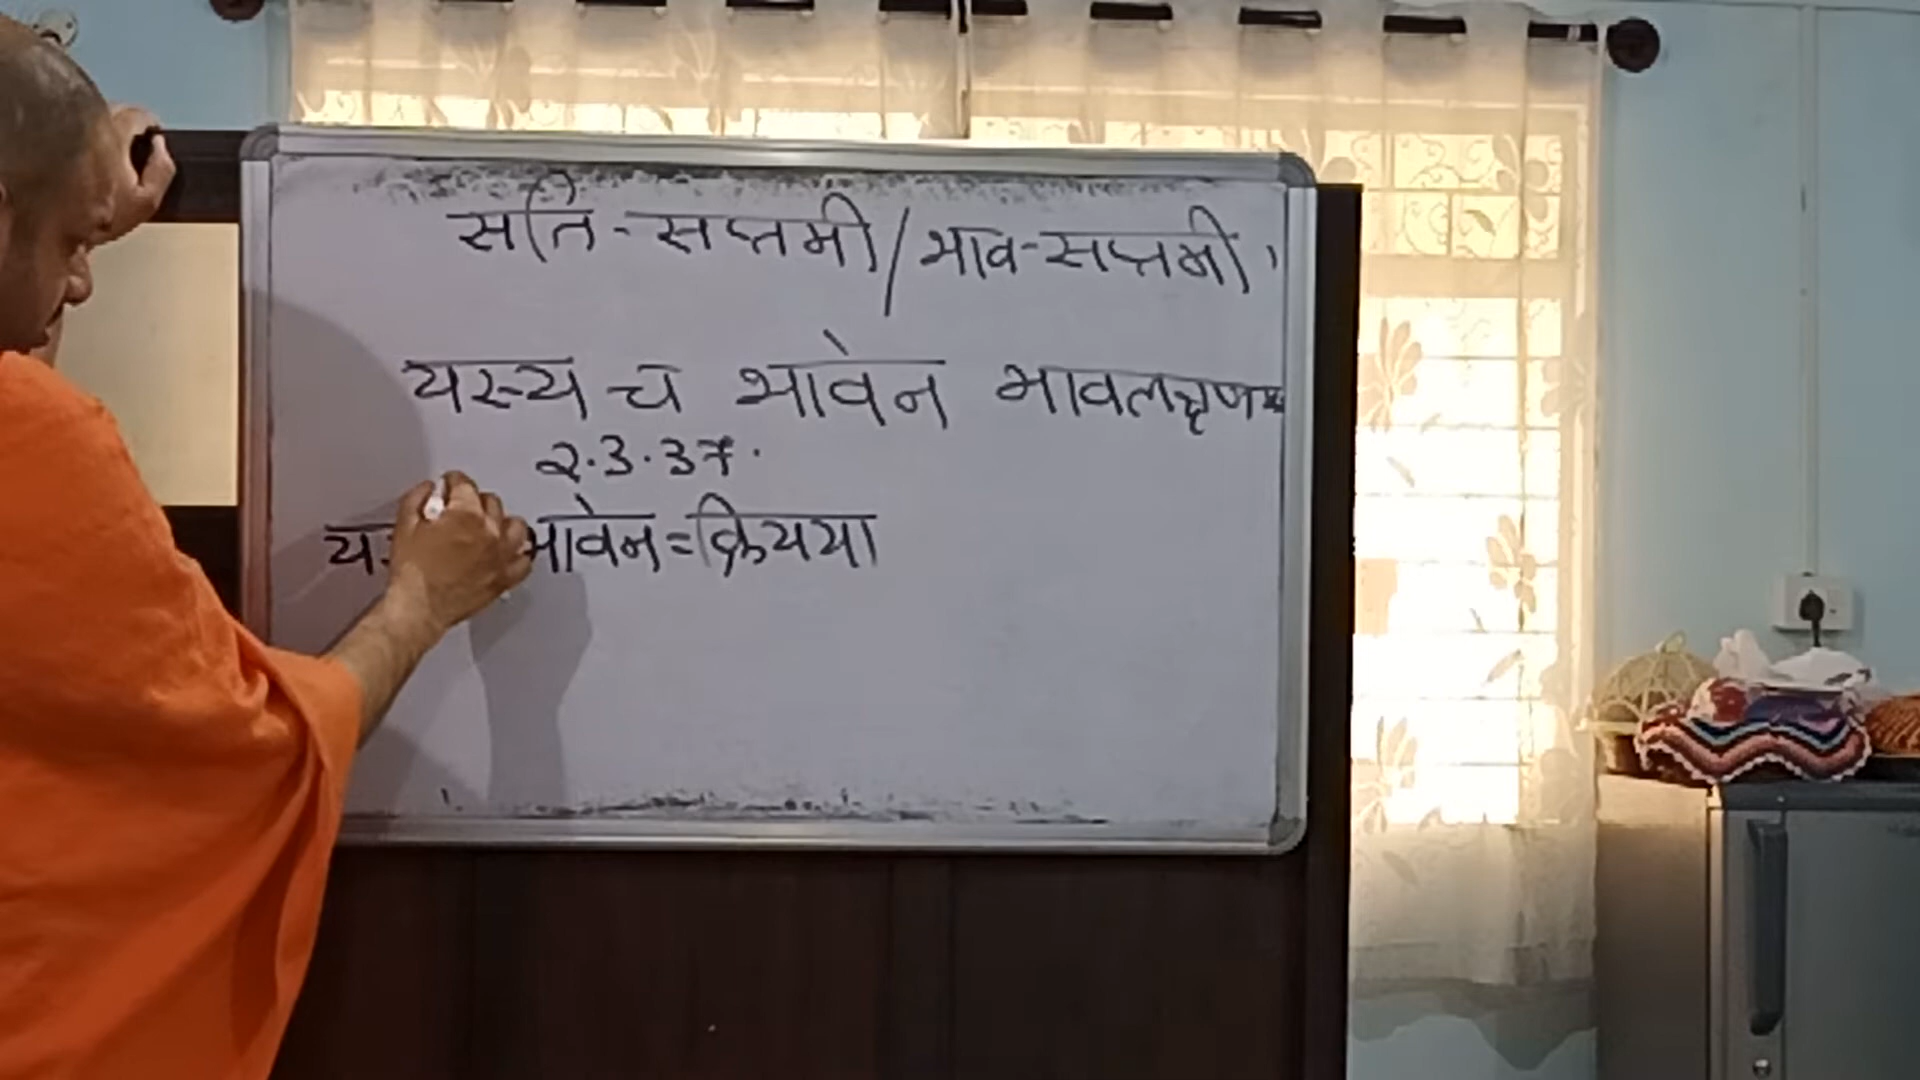 सति-सप्तमी/भाव-सप्तमी।
यस्य च भावेन भावलक्षणम्
२.३.३७.
भावेन=क्रियया